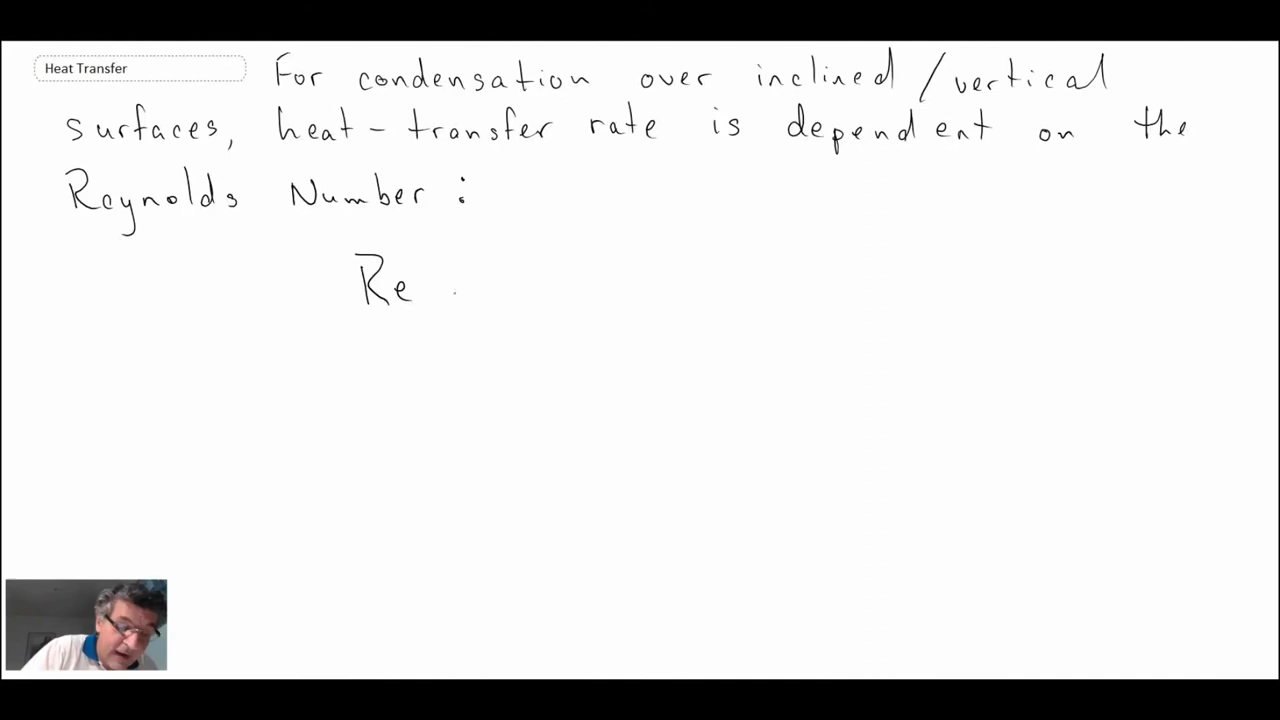 Heat Transfer
For condensation over inclined / vertical
surfaces, heat - transfer rate is dependent on the
Reynolds Number :
Re